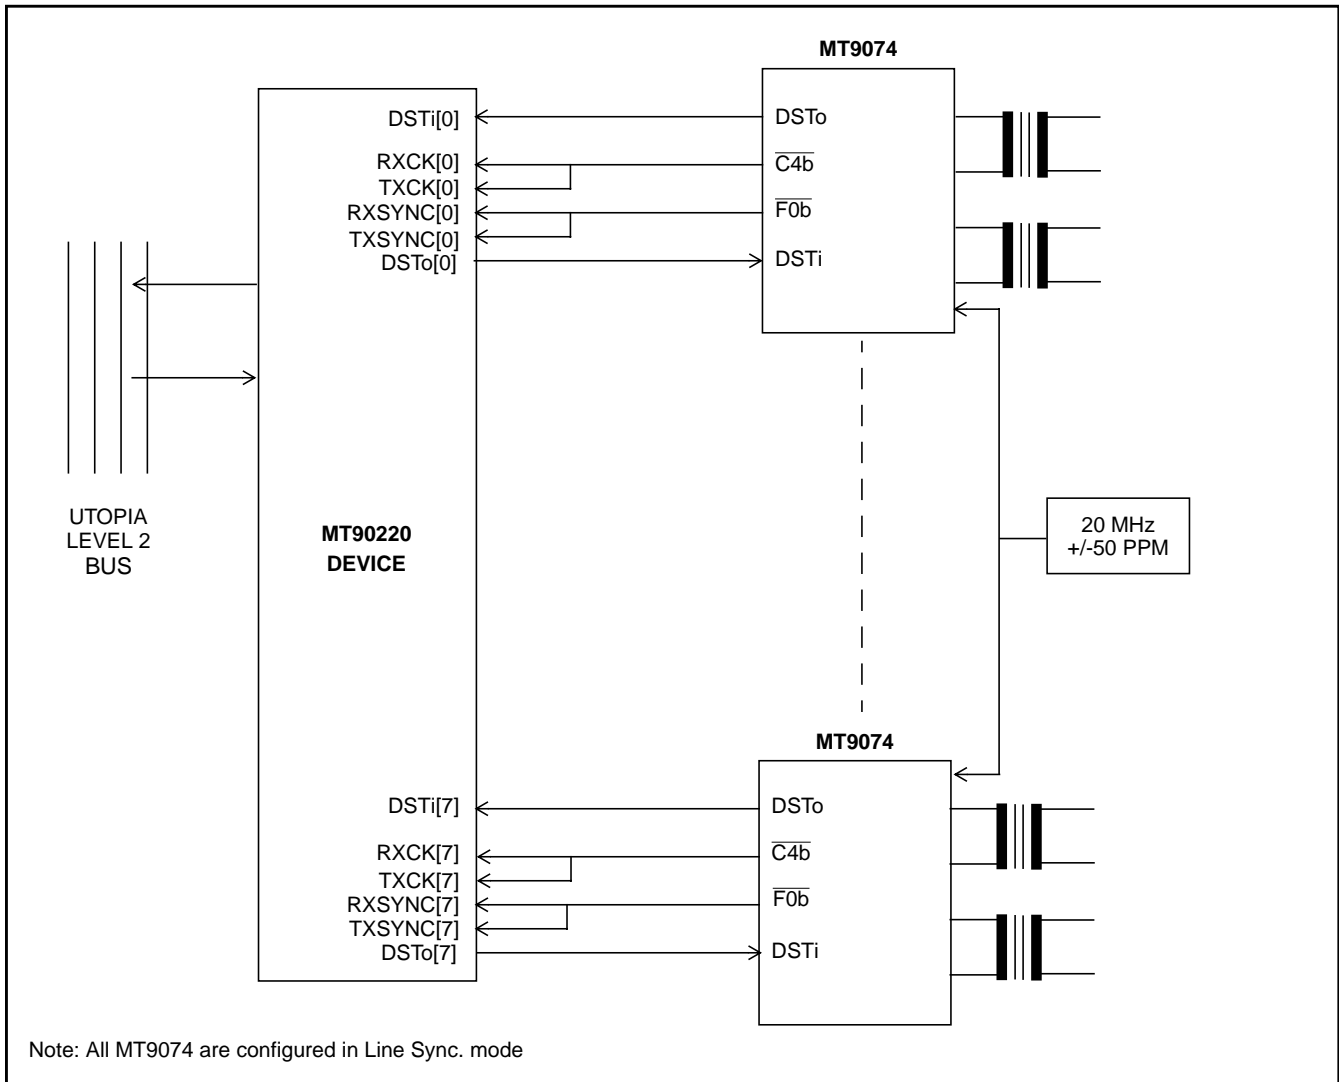 MT9074
DSTi[0]
RXCK[0]
TXCK[0]
RXSYNC[0]
TXSYNC[0]
DSTo[0]
DSTo
C4b
F0b
DSTi
UTOPIA
LEVEL 2
BUS
MT90220
DEVICE
20 MHz
+/-50 PPM
MT9074
DSTi[7]
RXCK[7]
TXCK[7]
RXSYNC[7]
TXSYNC[7]
DSTo[7]
DSTo
C4b
F0b
DSTi
Note: All MT9074 are configured in Line Sync. mode